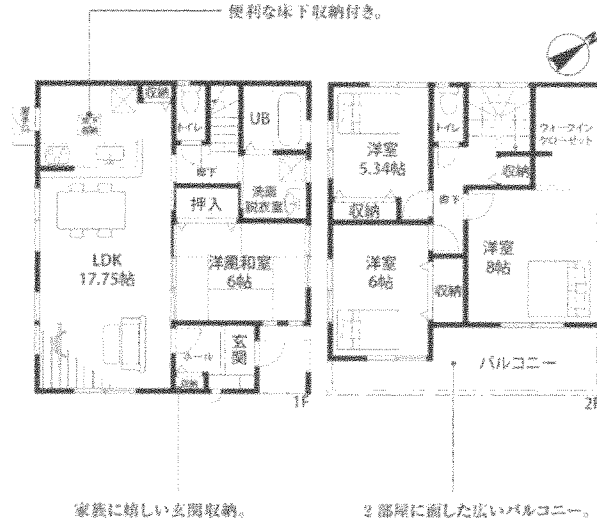 便利な床下収納付き。
収納
トイレ
UB
廊下
洗面
脱衣室
押入
LDK
17.75帖
洋風和室
6帖
ホール
玄関
収納
1F
洋室
5.34帖
収納
トイレ
ウォークイン
クローゼット
収納
廊下
洋室
6帖
収納
洋室
8帖
バルコニー
2F
家族に嬉しい玄関収納。
2部屋に面した広いバルコニー。